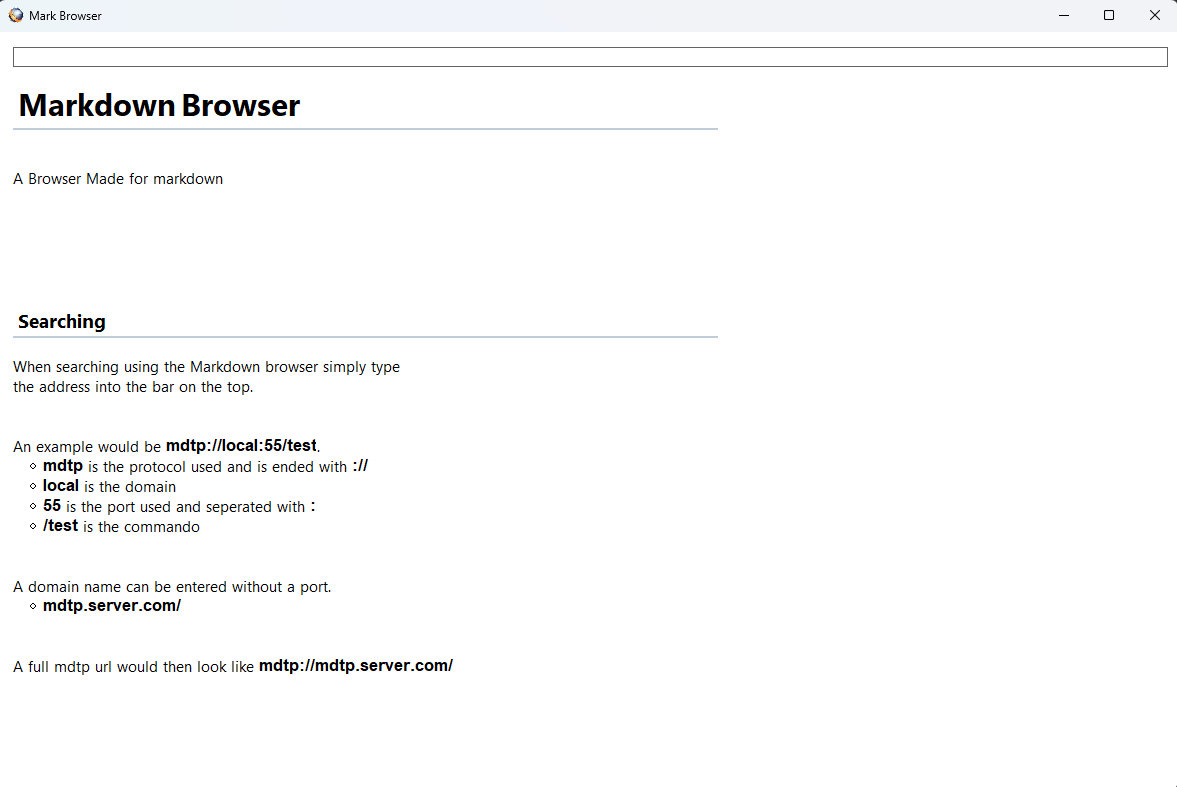 Mark Browser
Markdown Browser
A Browser Made for markdown
Searching
When searching using the Markdown browser simply type
the address into the bar on the top.
An example would be mdtp://local:55/test.
mdtp is the protocol used and is ended with ://
local is the domain
55 is the port used and seperated with :
/test is the commando
A domain name can be entered without a port.
mdtp.server.com/
A full mdtp url would then look like mdtp://mdtp.server.com/